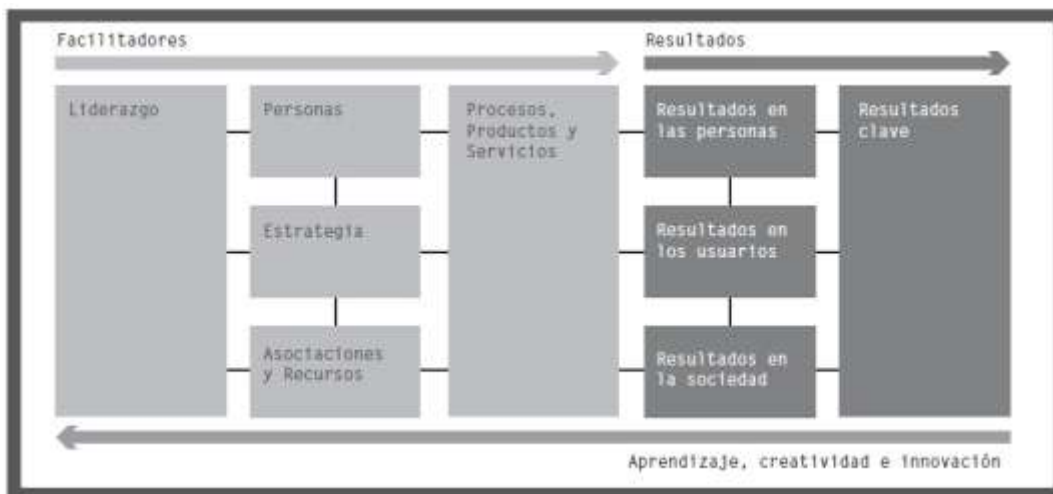 Facilitadores
Resultados
Liderazgo
Personas
Procesos,
Productos y
Servicios
Resultados en
las personas
Resultados
clave
Estrategia
Resultados en
los usuarios
Asociaciones
y Recursos
Resultados en
la sociedad
Aprendizaje, creatividad e innovación